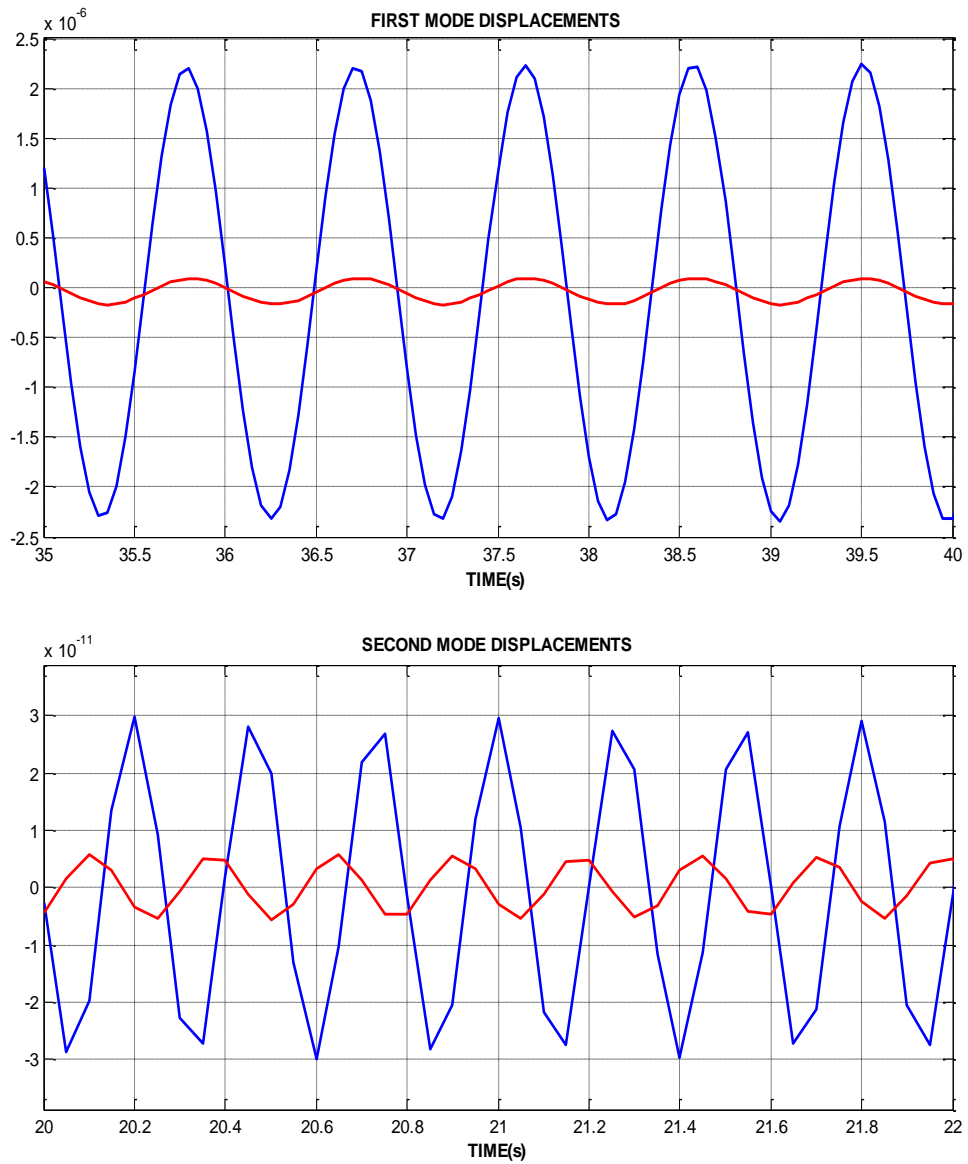 FIRST MODE DISPLACEMENTS
x 10^-6
2.5
2
1.5
1
0.5
0
-0.5
-1
-1.5
-2
-2.5
35 35.5 36 36.5 37 37.5 38 38.5 39 39.5 40
TIME(s)
SECOND MODE DISPLACEMENTS
x 10^-11
3
2
1
0
-1
-2
-3
20 20.2 20.4 20.6 20.8 21 21.2 21.4 21.6 21.8 22
TIME(s)